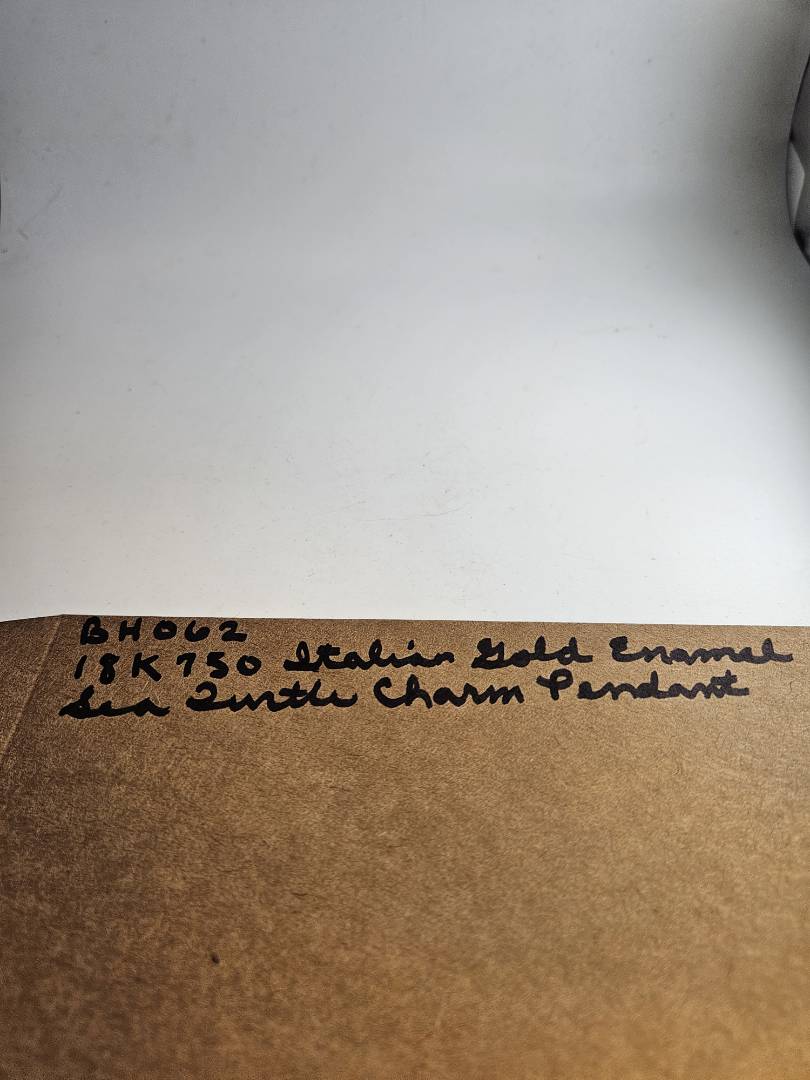 BH062
18K 750 Italian Gold Enamel
Sea Turtle Charm Pendant